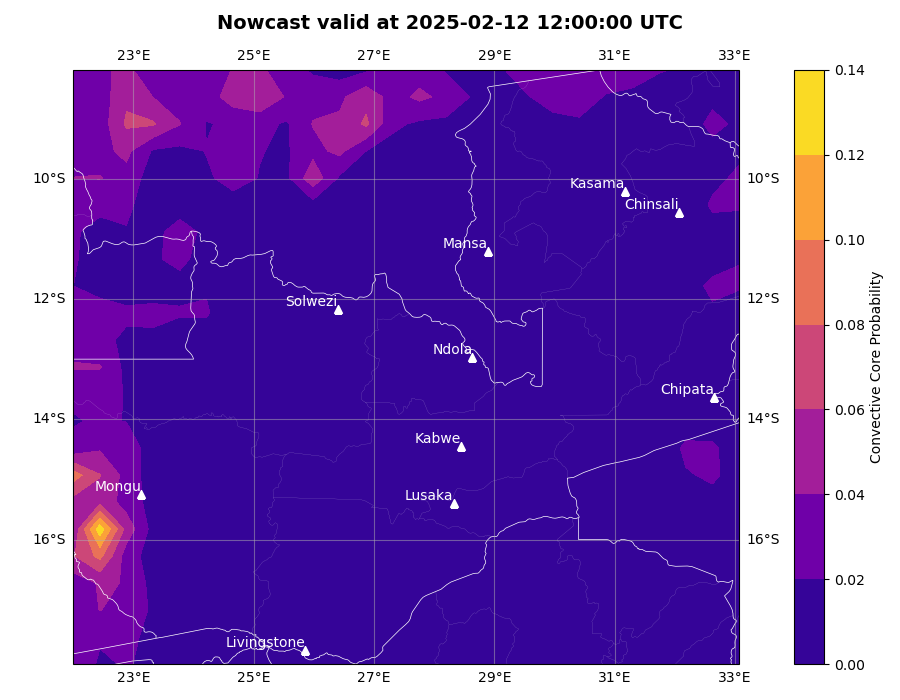 Nowcast valid at 2025-02-12 12:00:00 UTC
23°E 25°E 27°E 29°E 31°E 33°E
0.14
0.12
10°S 10°S
Kasama
Chinsali
0.10
Mansa
12°S 12°S
Solwezi
0.08
Ndola
Convective Core Probability
Chipata
0.06
14°S 14°S
Kabwe
Mongu
0.04
Lusaka
16°S 16°S
0.02
Livingstone
0.00
23°E 25°E 27°E 29°E 31°E 33°E